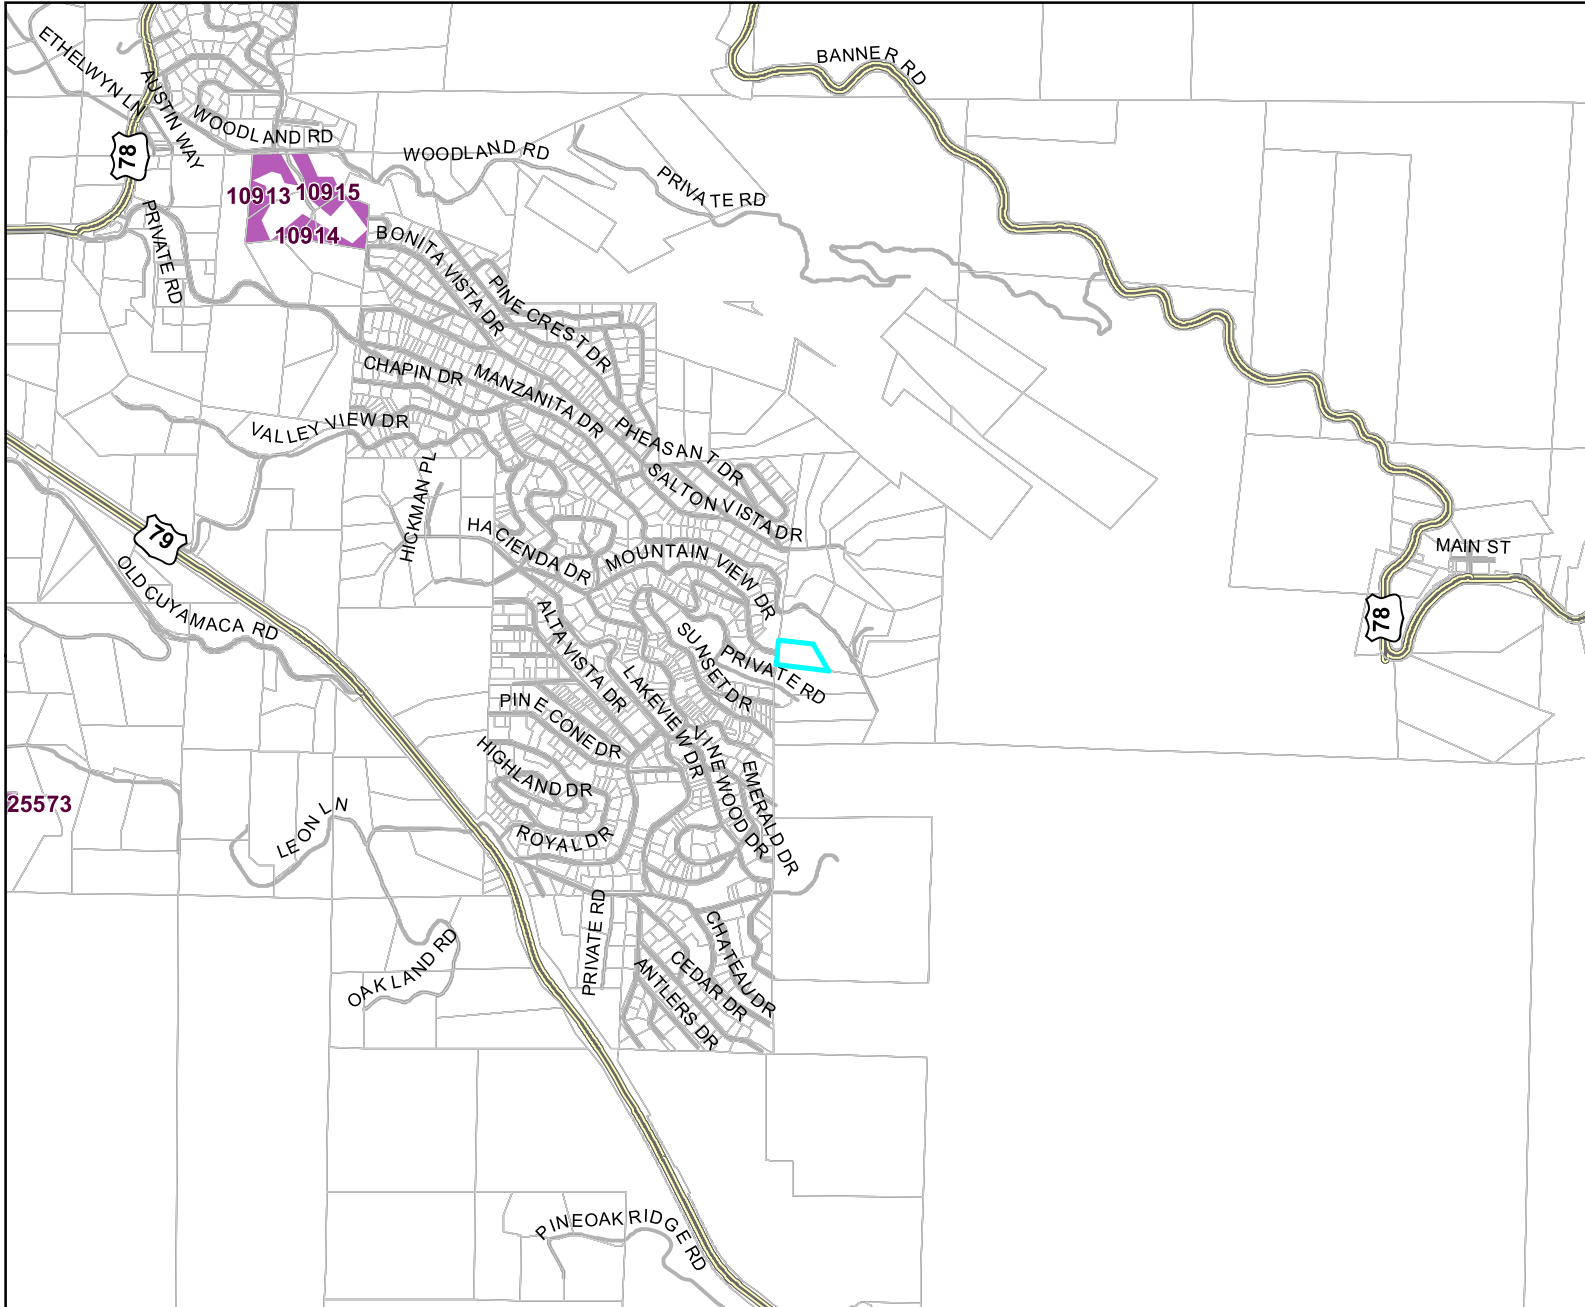 BANNER RD
ETHELWYN LN
AUSTIN WAY
WOODLAND RD
78
WOODLAND RD
PRIVATE RD
10913
10915
10914
PRIVATE RD
BONITA VISTA DR
PINE CREST DR
CHAPIN DR
MANZANITA DR
VALLEY VIEW DR
PHEASANT DR
SALTON VISTA DR
HICKMAN PL
79
HACIENDA DR
MOUNTAIN VIEW DR
MAIN ST
OLD CUYAMACA RD
ALTA VISTA DR
SUNSET DR
PRIVATE RD
78
LAKEVIEW DR
PINE CONE DR
VINEWOOD DR
HIGHLAND DR
EMERALD DR
25573
LEON LN
ROYAL DR
PRIVATE RD
CHATEAU DR
OAKLAND RD
CEDAR DR
ANTLERS DR
PINEOAK RIDGE RD